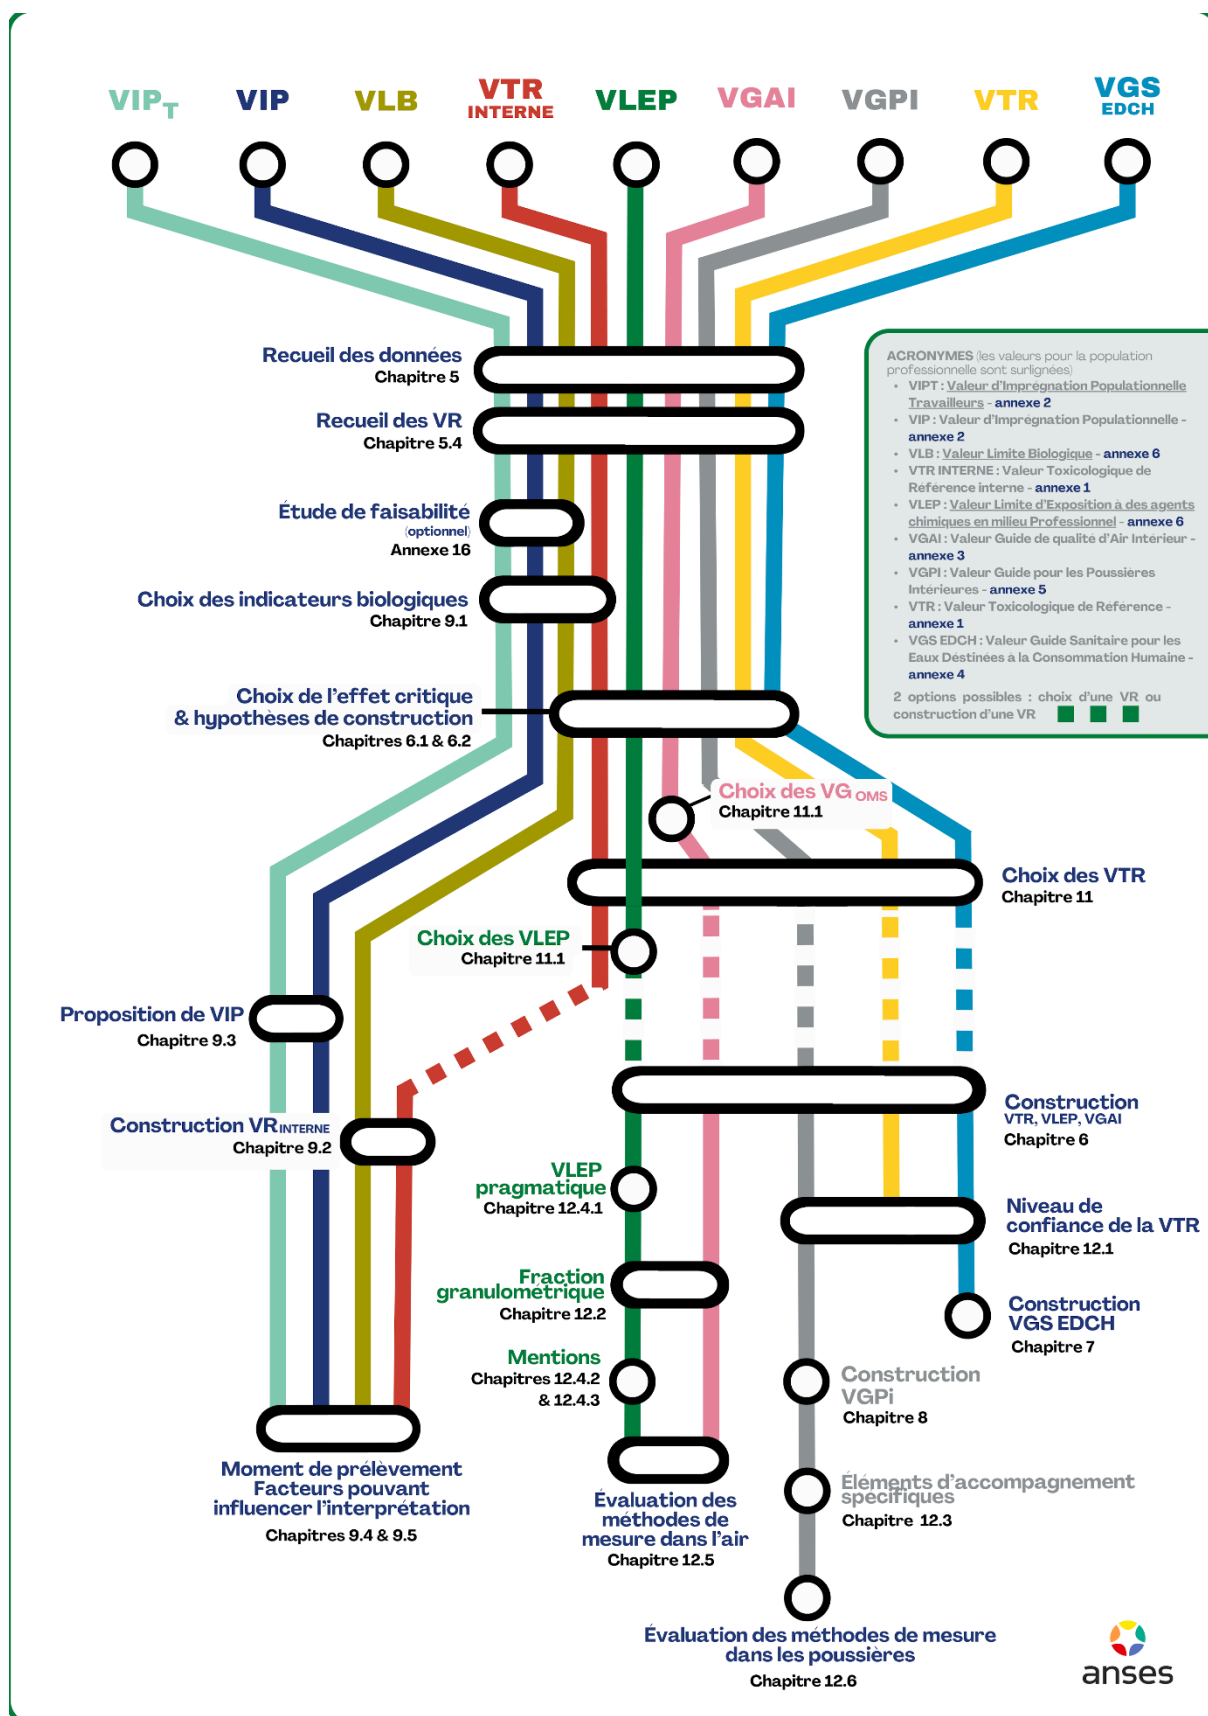 VIPT
VIP
VLB
VTR
INTERNE
VLEP
VGAI
VGPI
VTR
VGS
EDCH
Recueil des données
Chapitre 5
Recueil des VR
Chapitre 5.4
Étude de faisabilité
(optionnel)
Annexe 16
Choix des indicateurs biologiques
Chapitre 9.1
Choix de l'effet critique
& hypothèses de construction
Chapitres 6.1 & 6.2
ACRONYMES (les valeurs pour la population
professionnelle sont surlignées)
• VIPT : Valeur d'Imprégnation Populationnelle
Travailleurs - annexe 2
• VIP : Valeur d'Imprégnation Populationnelle -
annexe 2
• VLB : Valeur Limite Biologique - annexe 6
• VTR INTERNE : Valeur Toxicologique de
Référence interne - annexe 1
• VLEP : Valeur Limite d'Exposition à des agents
chimiques en milieu Professionnel - annexe 6
• VGAI : Valeur Guide de qualité d'Air Intérieur -
annexe 3
• VGPI : Valeur Guide pour les Poussières
Intérieures - annexe 5
• VTR : Valeur Toxicologique de Référence -
annexe 1
• VGS EDCH : Valeur Guide Sanitaire pour les
Eaux Déstinées à la Consommation Humaine -
annexe 4
2 options possibles : choix d'une VR ou
construction d'une VR
Choix des VG OMS
Chapitre 11.1
Choix des VTR
Chapitre 11
Choix des VLEP
Chapitre 11.1
Proposition de VIP
Chapitre 9.3
Construction
VTR, VLEP, VGAI
Chapitre 6
Construction VR INTERNE
Chapitre 9.2
VLEP
pragmatique
Chapitre 12.4.1
Niveau de
confiance de la VTR
Chapitre 12.1
Fraction
granulométrique
Chapitre 12.2
Construction
VGS EDCH
Chapitre 7
Mentions
Chapitres 12.4.2
& 12.4.3
Construction
VGPi
Chapitre 8
Moment de prélèvement
Facteurs pouvant
influencer l'interprétation
Chapitres 9.4 & 9.5
Éléments d'accompagnement
spécifiques
Chapitre 12.3
Évaluation des
méthodes de
mesure dans l'air
Chapitre 12.5
Évaluation des méthodes de mesure
dans les poussières
Chapitre 12.6
anses